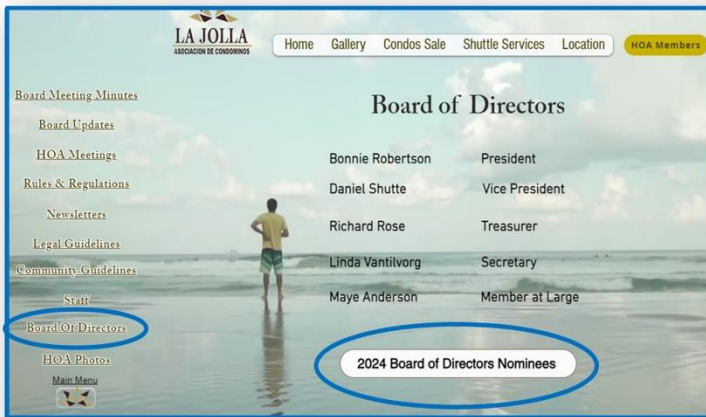 LA JOLLA
ASOCIACION DE CONDOMINOS
Home Gallery Condos Sale Shuttle Services Location HOA Members
Board Meeting Minutes
Board Updates
HOA Meetings
Rules & Regulations
Newsletters
Legal Guidelines
Community Guidelines
Staff
Board Of Directors
HOA Photos
Main Menu
Board of Directors
Bonnie Robertson President
Daniel Shutte Vice President
Richard Rose Treasurer
Linda Vantilvorg Secretary
Maye Anderson Member at Large
2024 Board of Directors Nominees